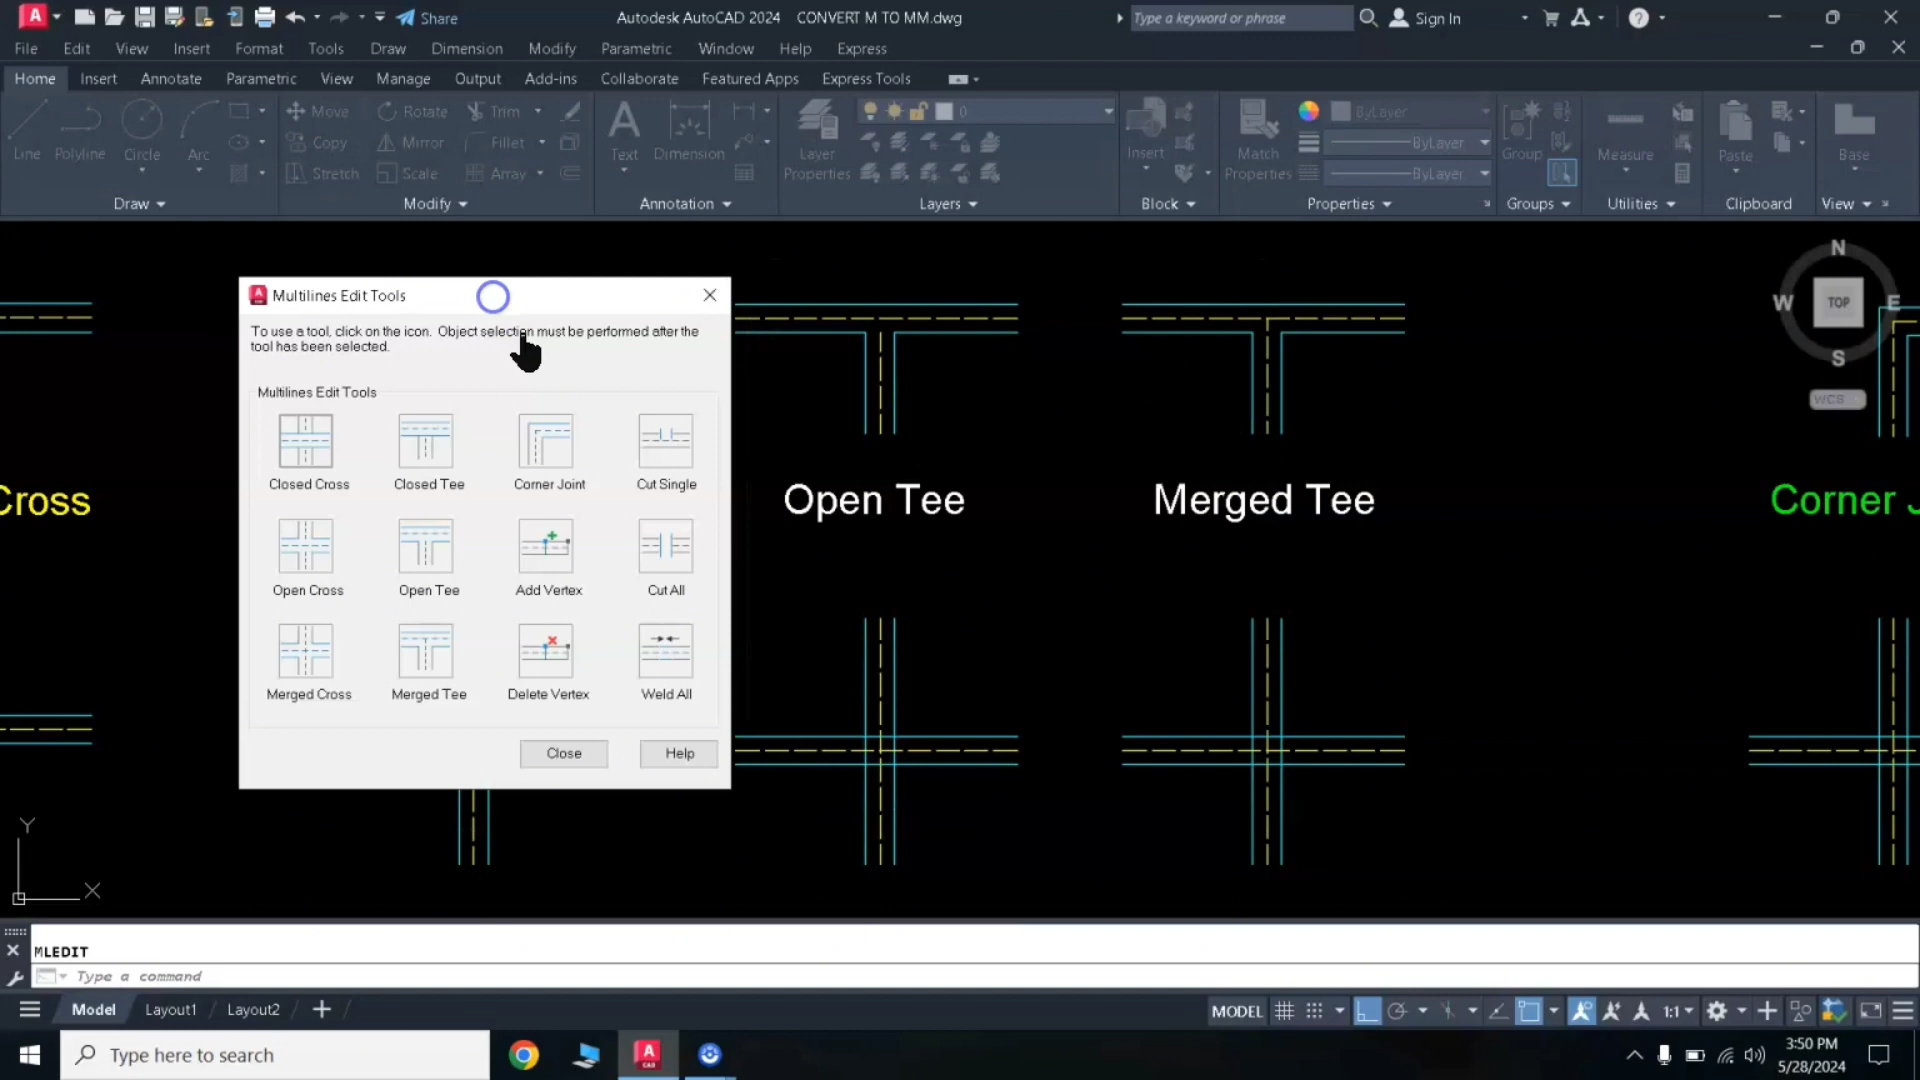 Share
Autodesk AutoCAD 2024 CONVERT M TO MM.dwg
Type a keyword or phrase
Sign In
File Edit View Insert Format Tools Draw Dimension Modify Parametric Window Help Express
Home Insert Annotate Parametric View Manage Output Add-ins Collaborate Featured Apps Express Tools
Line Polyline Circle Arc
Move Rotate Trim
Copy Mirror Fillet
Stretch Scale Array
Text Dimension
Layer
Properties
0
Insert
Match
Properties
ByLayer
ByLayer
ByLayer
Group
Measure
Paste
Base
Draw Modify Annotation Layers Block Properties Groups Utilities Clipboard View
N
W TOP E
S
WCS
Multilines Edit Tools
To use a tool, click on the icon. Object selection must be performed after the
tool has been selected.
Multilines Edit Tools
Closed Cross Closed Tee Corner Joint Cut Single
Open Cross Open Tee Add Vertex Cut All
Merged Cross Merged Tee Delete Vertex Weld All
Close Help
Cross
Open Tee
Merged Tee
Corner J
Y
X
MLEDIT
Type a command
Model Layout1 Layout2
MODEL
1:1
Type here to search
3:50 PM
5/28/2024